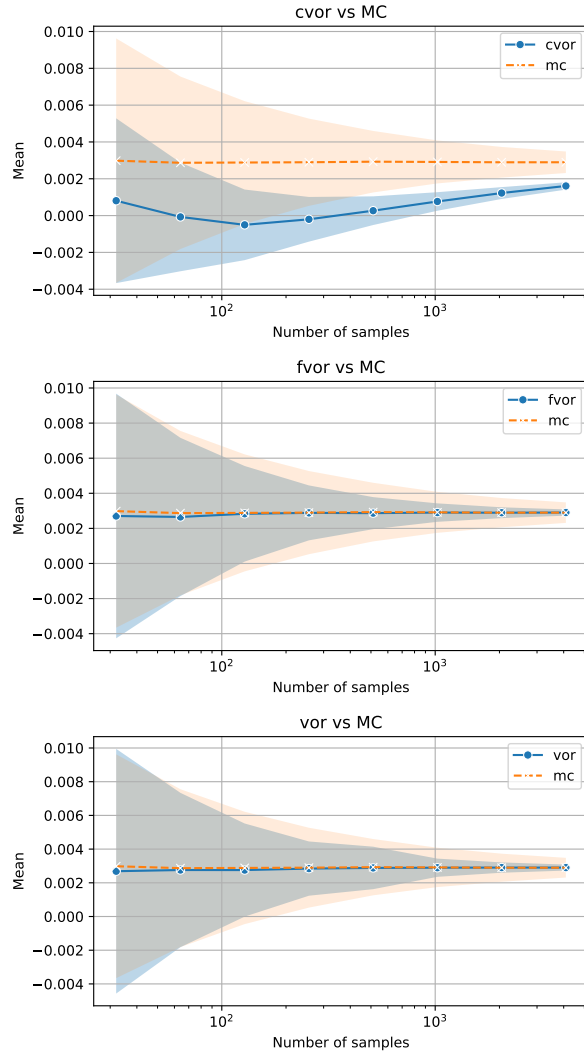 cvor vs MC
0.010
0.008
0.006
0.004
0.002
0.000
−0.002
−0.004
Mean
cvor
mc
10²
10³
Number of samples
fvor vs MC
0.010
0.008
0.006
0.004
0.002
0.000
−0.002
−0.004
Mean
fvor
mc
10²
10³
Number of samples
vor vs MC
0.010
0.008
0.006
0.004
0.002
0.000
−0.002
−0.004
Mean
vor
mc
10²
10³
Number of samples